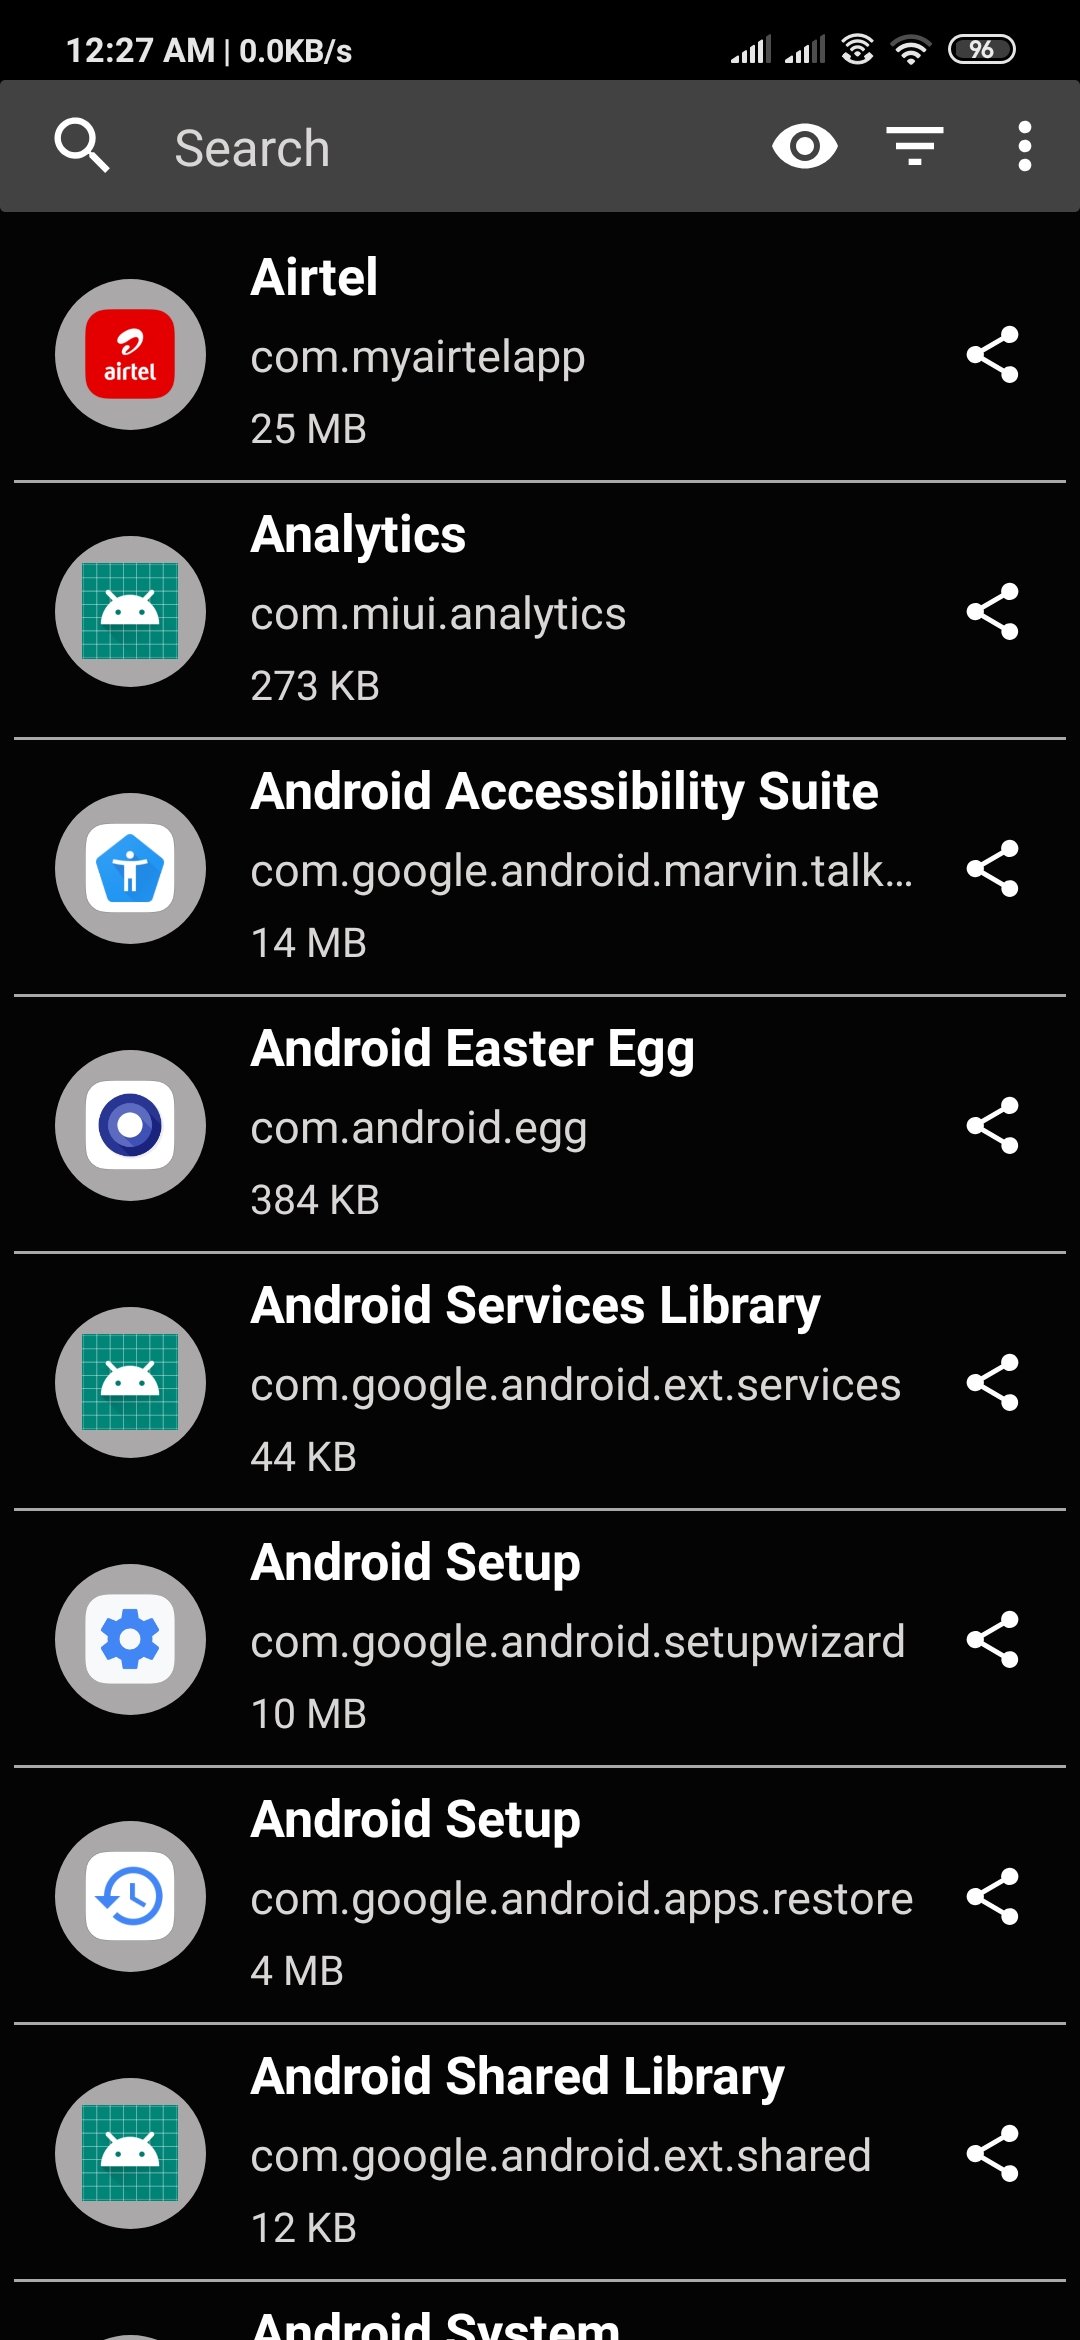 12:27 AM | 0.0KB/s 96
Search
Airtel
airtel
com.myairtelapp
25 MB
Analytics
com.miui.analytics
273 KB
Android Accessibility Suite
com.google.android.marvin.talk...
14 MB
Android Easter Egg
com.android.egg
384 KB
Android Services Library
com.google.android.ext.services
44 KB
Android Setup
com.google.android.setupwizard
10 MB
Android Setup
com.google.android.apps.restore
4 MB
Android Shared Library
com.google.android.ext.shared
12 KB
Android System